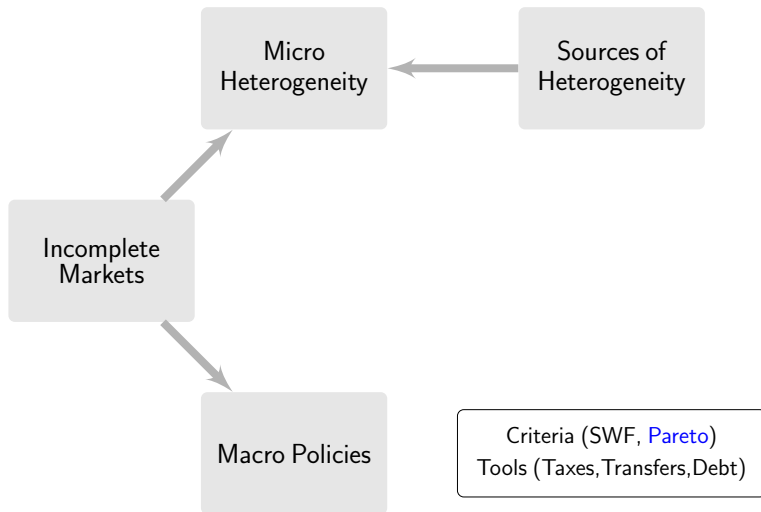 Micro
Heterogeneity
Sources of
Heterogeneity
Incomplete
Markets
Macro Policies
Criteria (SWF, Pareto)
Tools (Taxes,Transfers,Debt)